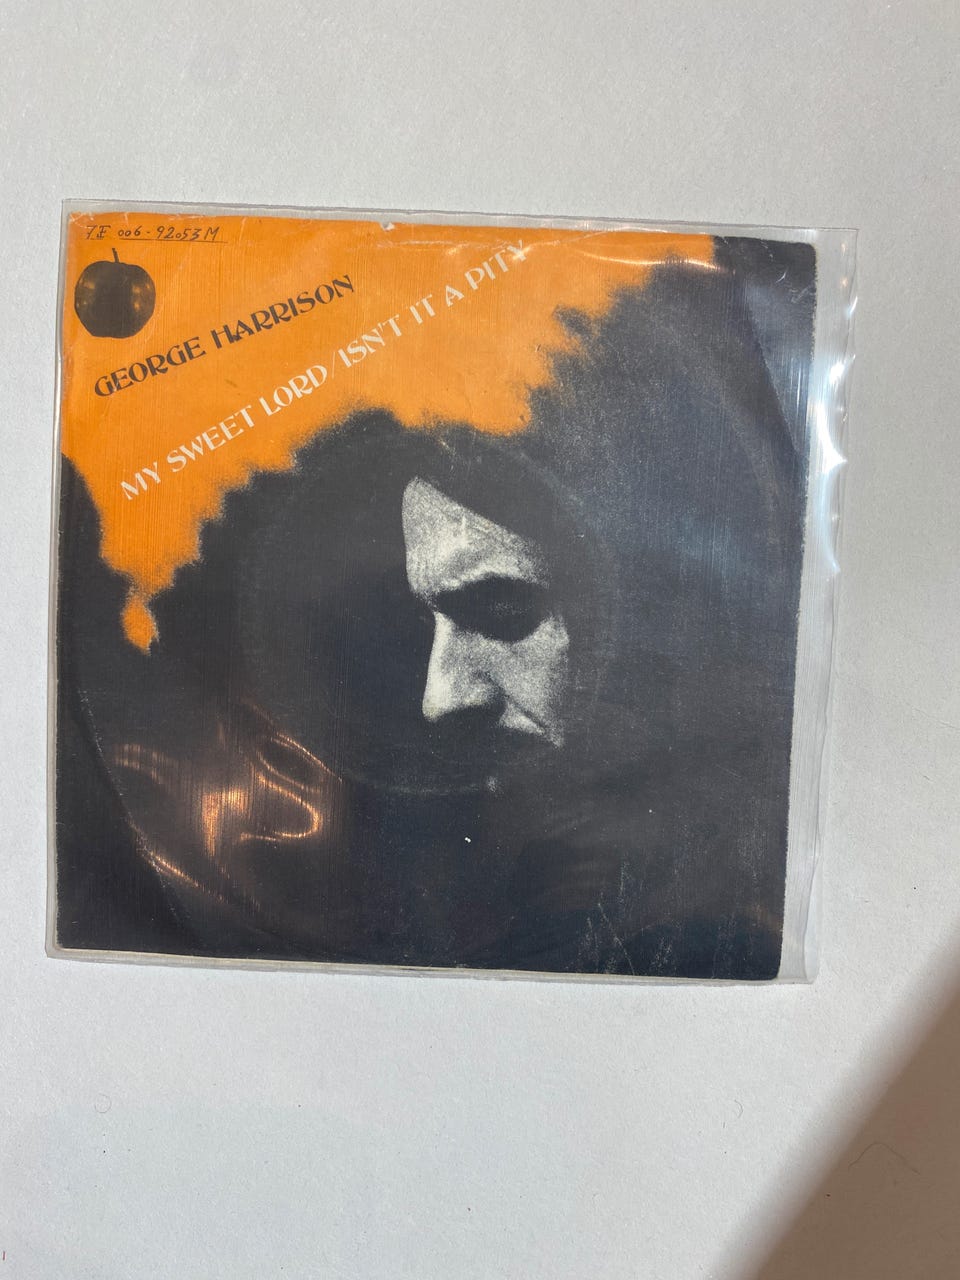 7E 006-92053M
GEORGE HARRISON
MY SWEET LORD/ISN'T IT A PITY